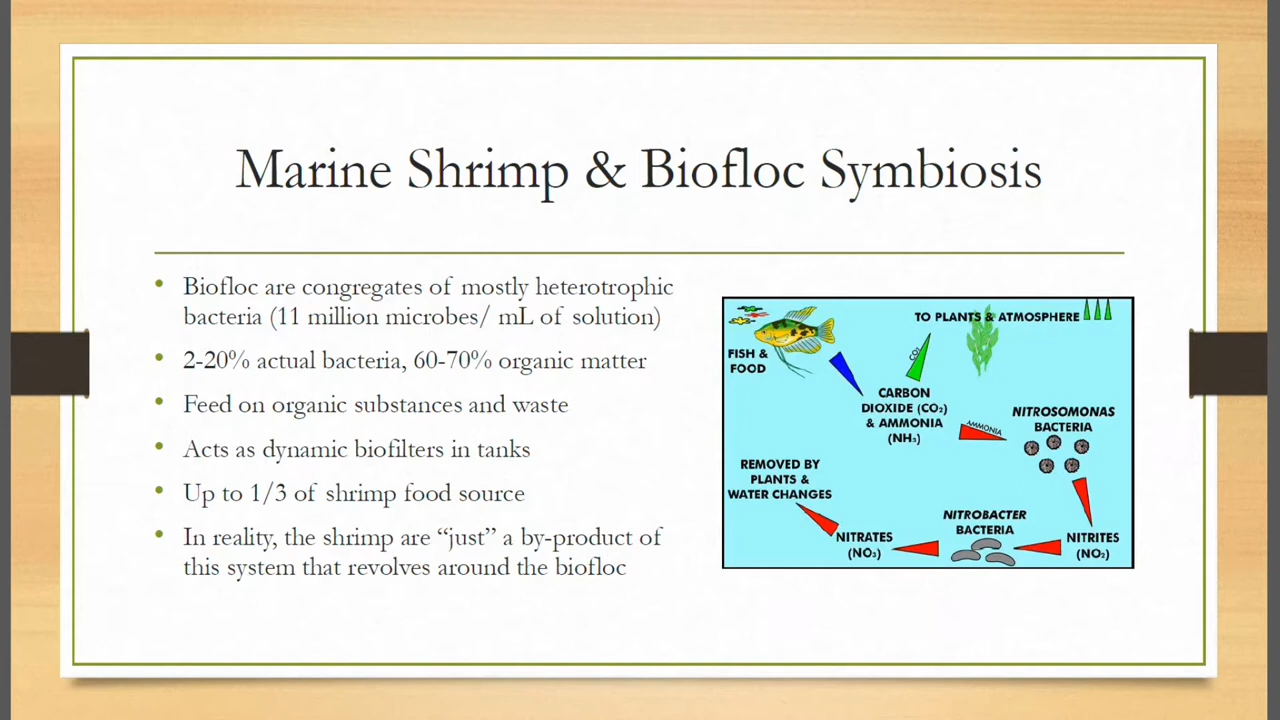 Marine Shrimp & Biofloc Symbiosis
• Biofloc are congregates of mostly heterotrophic
bacteria (11 million microbes/ mL of solution)
• 2-20% actual bacteria, 60-70% organic matter
• Feed on organic substances and waste
• Acts as dynamic biofilters in tanks
• Up to 1/3 of shrimp food source
• In reality, the shrimp are “just” a by-product of
this system that revolves around the biofloc
TO PLANTS & ATMOSPHERE
FISH &
FOOD
CO₂
CARBON
DIOXIDE (CO₂)
& AMMONIA
(NH₃)
AMMONIA
NITROSOMONAS
BACTERIA
REMOVED BY
PLANTS &
WATER CHANGES
NITROBACTER
BACTERIA
NITRATES
(NO₃)
NITRITES
(NO₂)